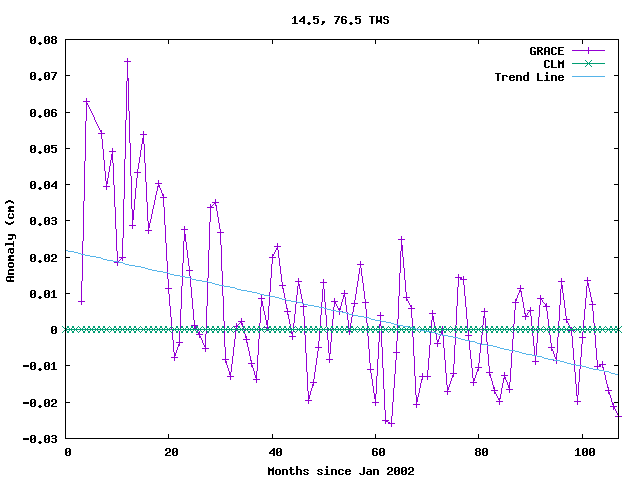 14.5, 76.5 TWS
GRACE
CLM
Trend Line
Anomaly (cm)
0.08
0.07
0.06
0.05
0.04
0.03
0.02
0.01
0
-0.01
-0.02
-0.03
0 20 40 60 80 100
Months since Jan 2002